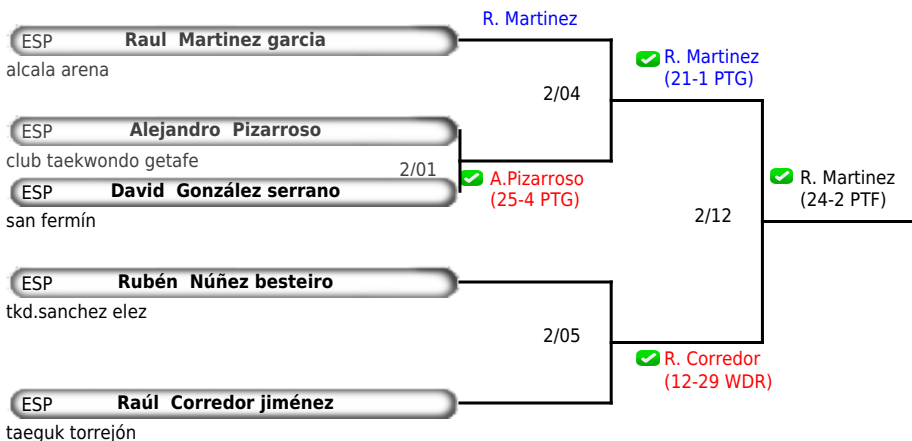 R. Martinez
ESP Raul Martinez garcia
alcala arena
R. Martinez
(21-1 PTG)
2/04
ESP Alejandro Pizarroso
club taekwondo getafe
2/01
A.Pizarroso
(25-4 PTG)
ESP David González serrano
san fermín
R. Martinez
(24-2 PTF)
2/12
ESP Rubén Núñez besteiro
tkd.sanchez elez
2/05
R. Corredor
(12-29 WDR)
ESP Raúl Corredor jiménez
taeguk torrejón